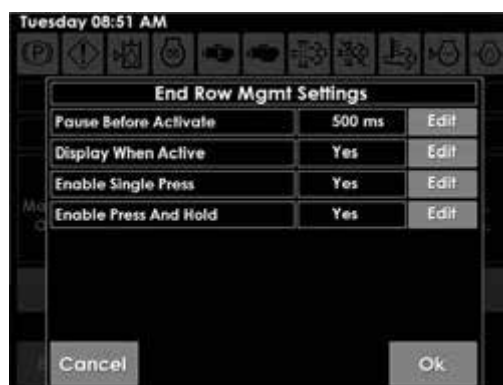 Tuesday 08:51 AM
End Row Mgmt Settings
Pause Before Activate 500 ms Edit
Display When Active Yes Edit
Enable Single Press Yes Edit
Enable Press And Hold Yes Edit
Cancel Ok